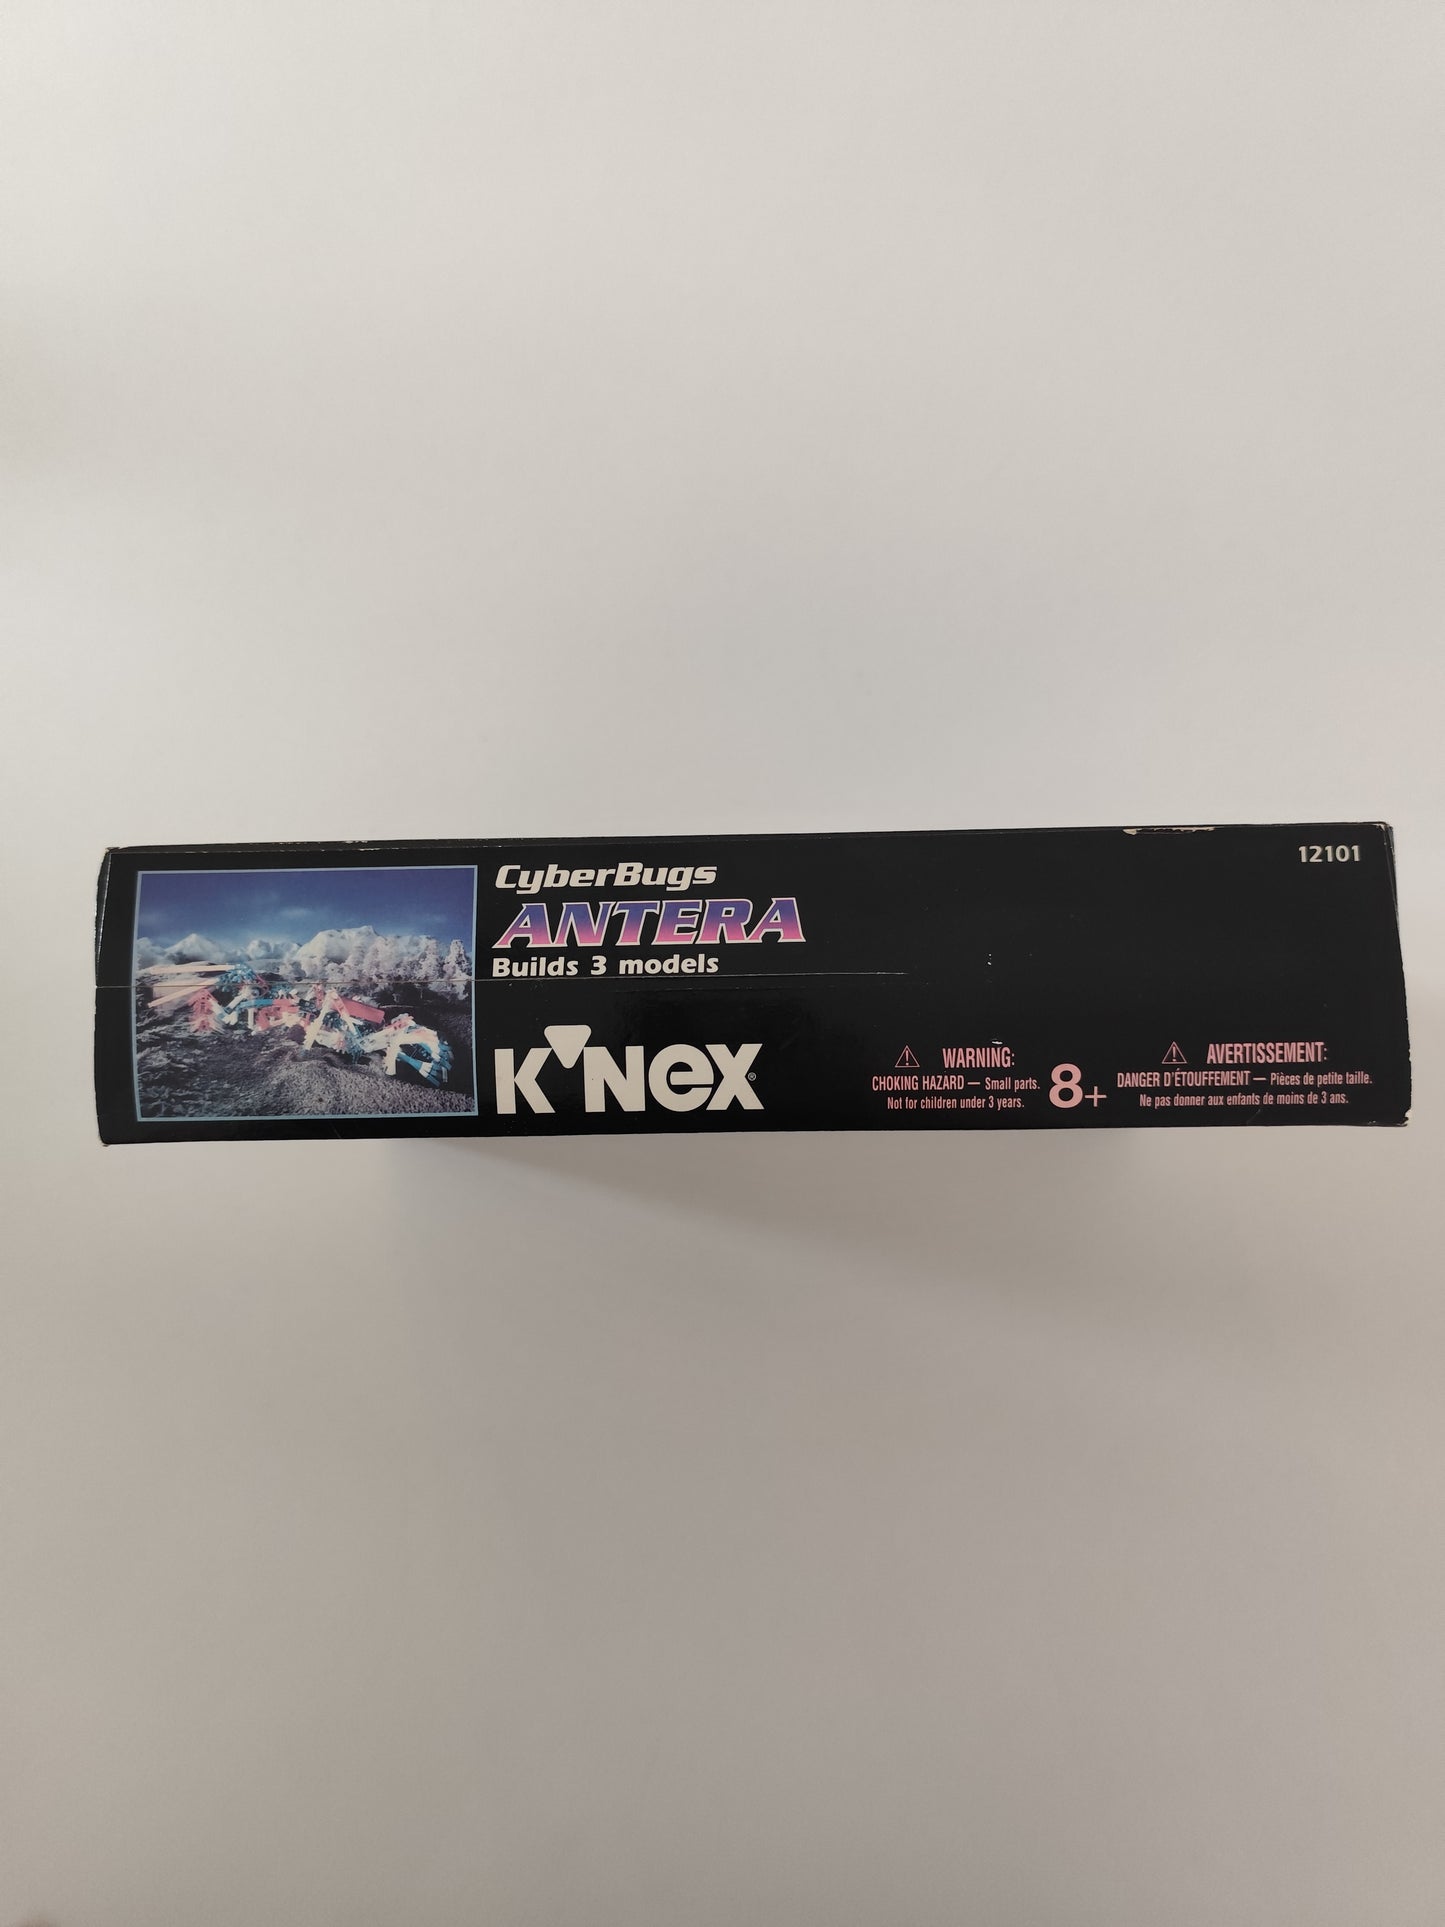 12101
CyberBugs
ANTERA
Builds 3 models
K'NEX®
WARNING:
CHOKING HAZARD — Small parts.
Not for children under 3 years.
8+
AVERTISSEMENT:
DANGER D'ÉTOUFFEMENT — Pièces de petite taille.
Ne pas donner aux enfants de moins de 3 ans.